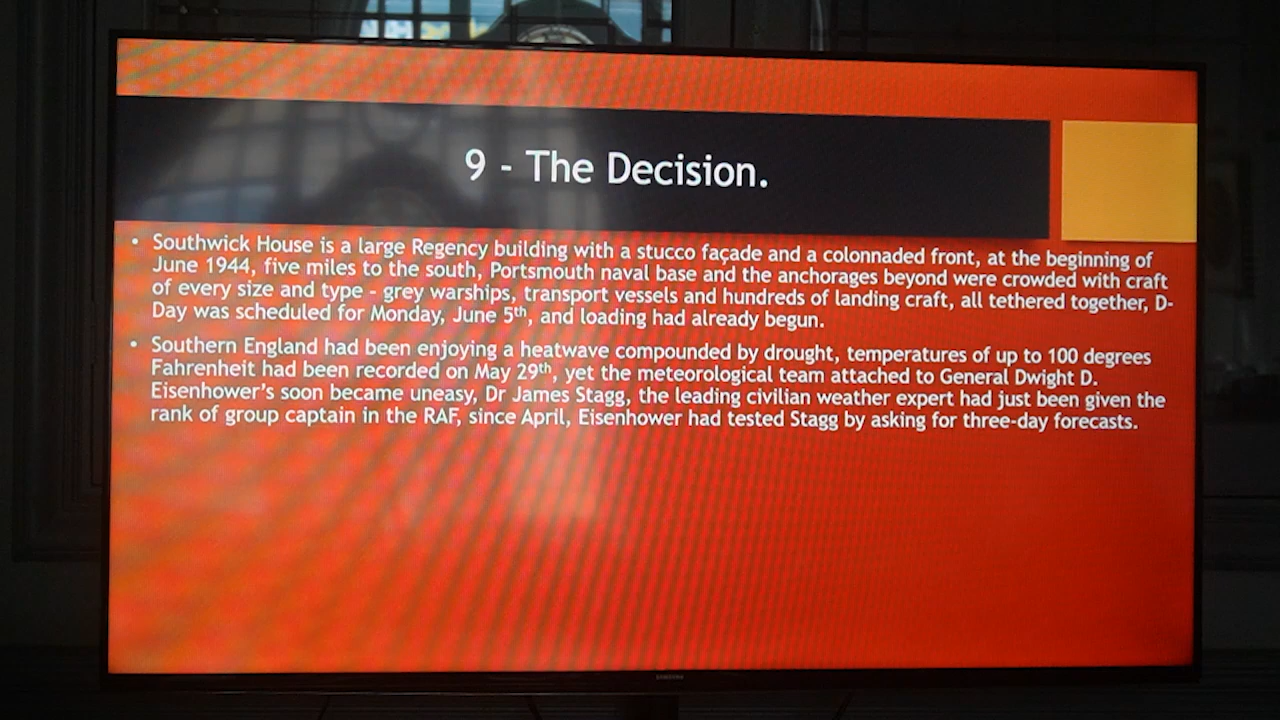 9 - The Decision.
• Southwick House is a large Regency building with a stucco façade and a colonnaded front, at the beginning of
June 1944, five miles to the south, Portsmouth naval base and the anchorages beyond were crowded with craft
of every size and type - grey warships, transport vessels and hundreds of landing craft, all tethered together, D-
Day was scheduled for Monday, June 5th, and loading had already begun.
• Southern England had been enjoying a heatwave compounded by drought, temperatures of up to 100 degrees
Fahrenheit had been recorded on May 29th, yet the meteorological team attached to General Dwight D.
Eisenhower's soon became uneasy, Dr James Stagg, the leading civilian weather expert had just been given the
rank of group captain in the RAF, since April, Eisenhower had tested Stagg by asking for three-day forecasts.
SAMSUNG